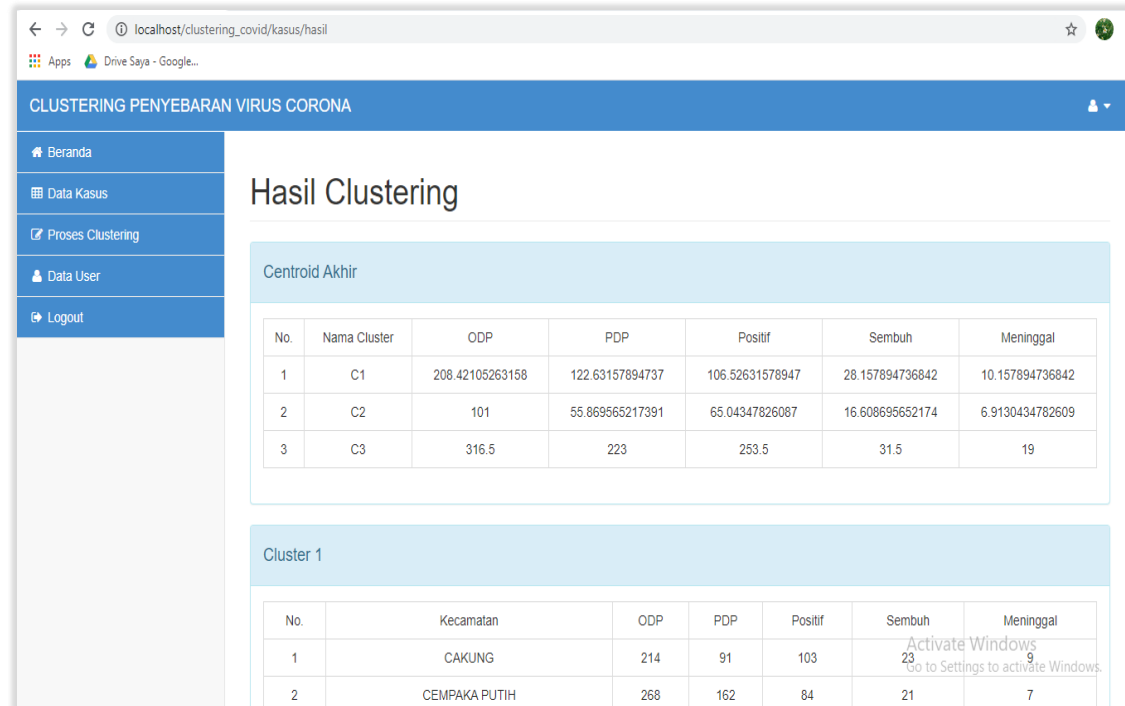 localhost/clustering_covid/kasus/hasil
Apps Drive Saya - Google...
CLUSTERING PENYEBARAN VIRUS CORONA
Beranda
Data Kasus
Proses Clustering
Data User
Logout
Hasil Clustering
Centroid Akhir
No. Nama Cluster ODP PDP Positif Sembuh Meninggal
1 C1 208.42105263158 122.63157894737 106.52631578947 28.157894736842 10.157894736842
2 C2 101 55.869565217391 65.04347826087 16.608695652174 6.9130434782609
3 C3 316.5 223 253.5 31.5 19
Cluster 1
No. Kecamatan ODP PDP Positif Sembuh Meninggal
1 CAKUNG 214 91 103 23 9
2 CEMPAKA PUTIH 268 162 84 21 7
Activate Windows
Go to Settings to activate Windows.